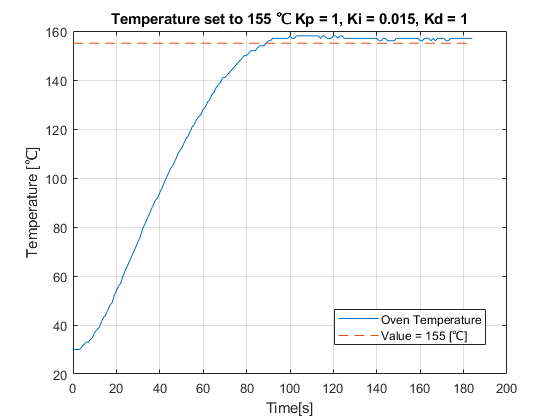 Temperature set to 155 ℃ Kp = 1, Ki = 0.015, Kd = 1
160
140
120
100
80
60
40
20
Temperature [℃]
Oven Temperature
Value = 155 [℃]
0 20 40 60 80 100 120 140 160 180 200
Time[s]